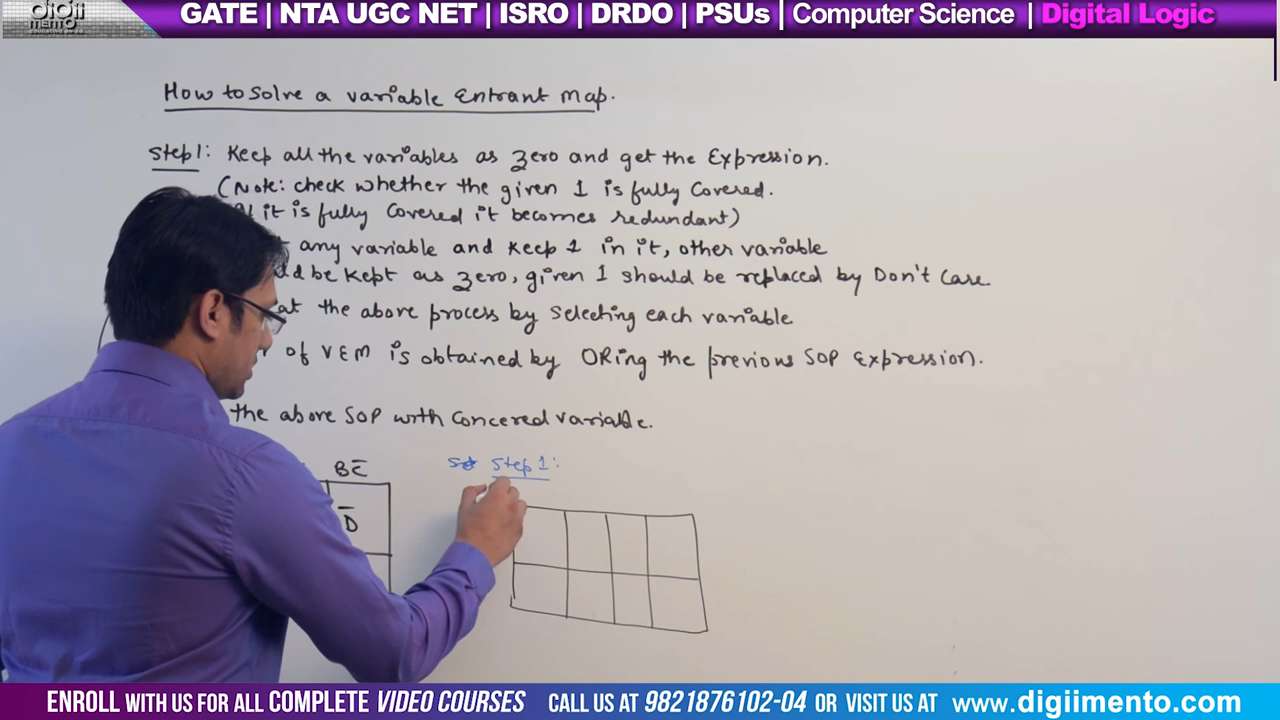 digii
MENTO
EDUCATION GUIDE
GATE | NTA UGC NET | ISRO | DRDO | PSUs | Computer Science | Digital Logic
How to solve a variable Entrant map.
Step1: Keep all the variables as zero and get the Expression.
(Note: check whether the given 1 is fully Covered.
it is fully Covered it becomes redundant)
any variable and Keep 1 in it, other variable
be Kept as zero, given 1 should be replaced by Don't Care.
at the above process by Selecting each variable
of VEM is obtained by ORing the previous SOP Expression.
the above SOP with Concered variable.
BC̅
Step 1:
D̅
ENROLL WITH US FOR ALL COMPLETE VIDEO COURSES CALL US AT 9821876102-04 OR VISIT US AT www.digiimento.com